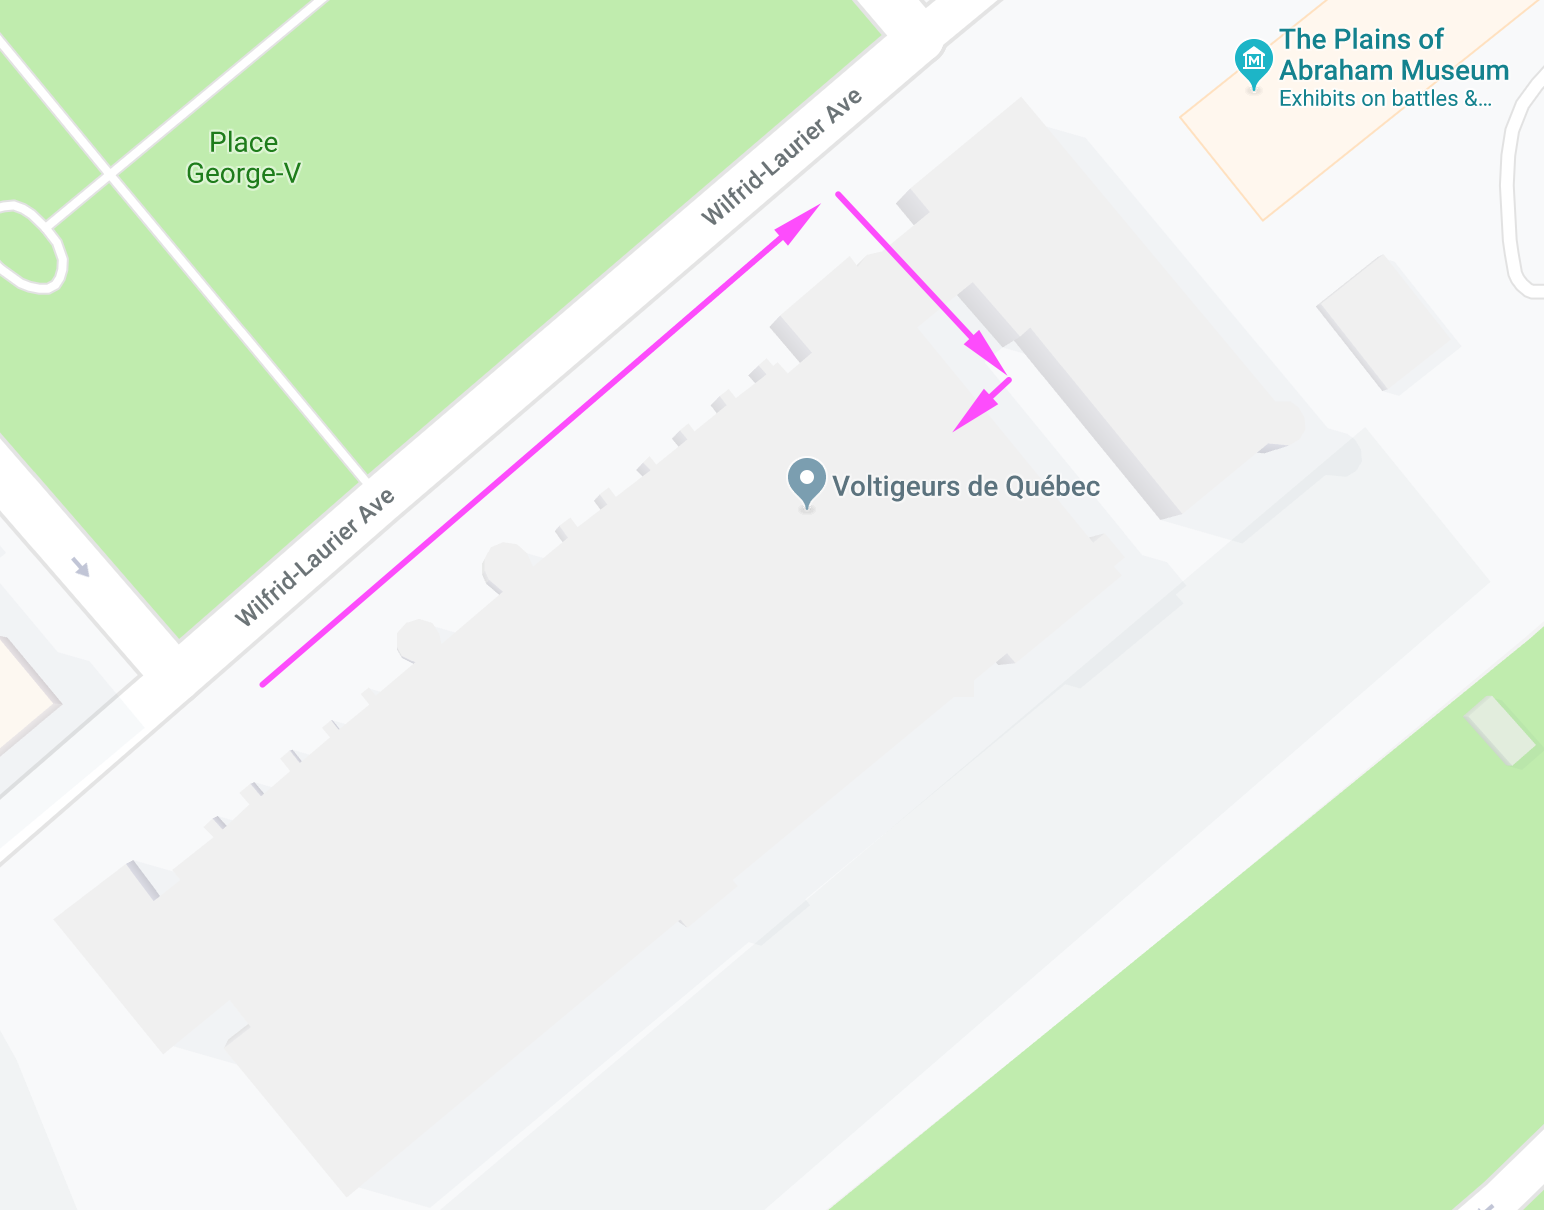 The Plains of
Abraham Museum
Exhibits on battles &...
M
Place
George-V
Wilfrid-Laurier Ave
Voltigeurs de Québec
Wilfrid-Laurier Ave